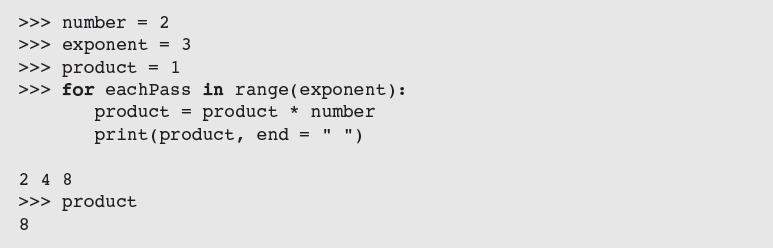 >>> number = 2
>>> exponent = 3
>>> product = 1
>>> for eachPass in range(exponent):
        product = product * number
        print(product, end = " ")

2 4 8
>>> product
8